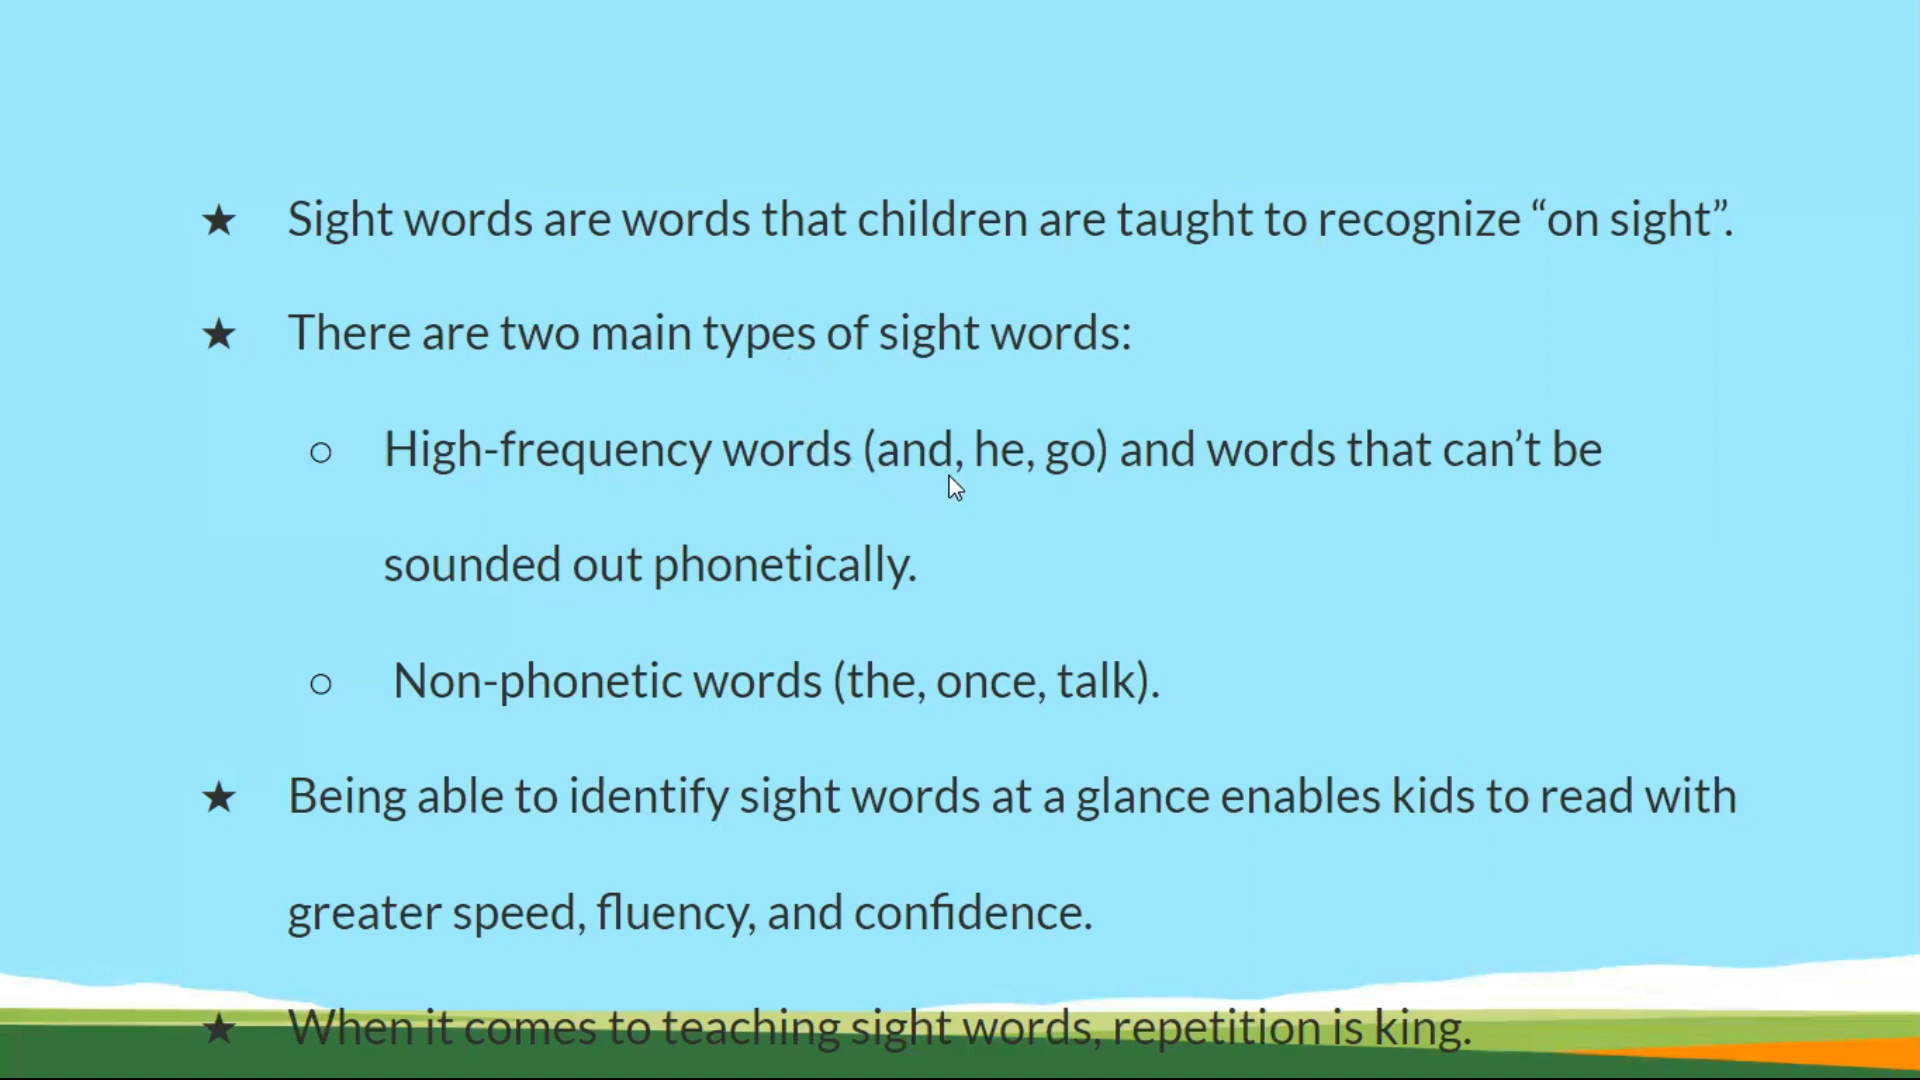 ★ Sight words are words that children are taught to recognize “on sight”.
★ There are two main types of sight words:
○ High-frequency words (and, he, go) and words that can’t be
sounded out phonetically.
○ Non-phonetic words (the, once, talk).
★ Being able to identify sight words at a glance enables kids to read with
greater speed, fluency, and confidence.
★ When it comes to teaching sight words, repetition is king.